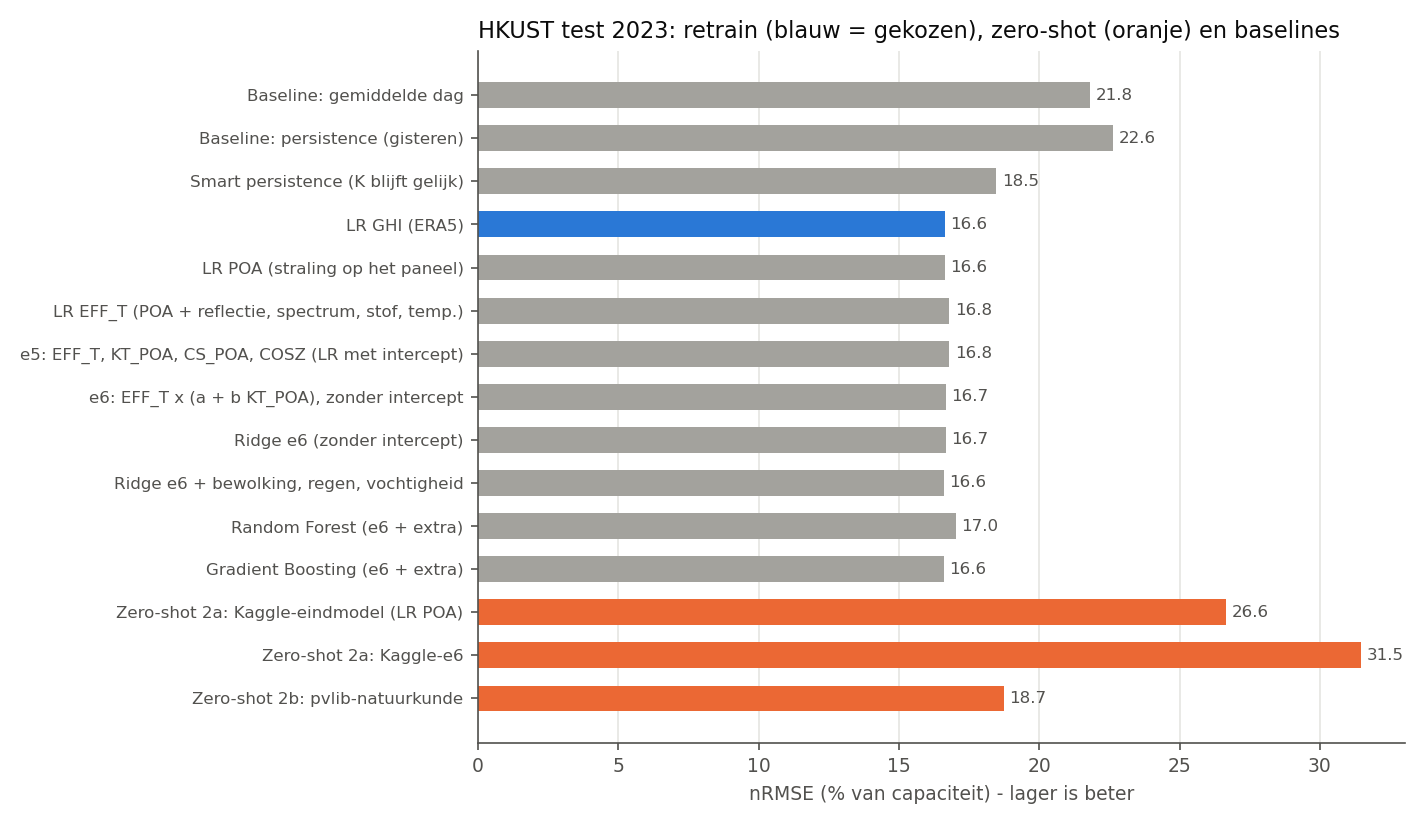 HKUST test 2023: retrain (blauw = gekozen), zero-shot (oranje) en baselines
Baseline: gemiddelde dag 21.8
Baseline: persistence (gisteren) 22.6
Smart persistence (K blijft gelijk) 18.5
LR GHI (ERA5) 16.6
LR POA (straling op het paneel) 16.6
LR EFF_T (POA + reflectie, spectrum, stof, temp.) 16.8
e5: EFF_T, KT_POA, CS_POA, COSZ (LR met intercept) 16.8
e6: EFF_T x (a + b KT_POA), zonder intercept 16.7
Ridge e6 (zonder intercept) 16.7
Ridge e6 + bewolking, regen, vochtigheid 16.6
Random Forest (e6 + extra) 17.0
Gradient Boosting (e6 + extra) 16.6
Zero-shot 2a: Kaggle-eindmodel (LR POA) 26.6
Zero-shot 2a: Kaggle-e6 31.5
Zero-shot 2b: pvlib-natuurkunde 18.7
0 5 10 15 20 25 30
nRMSE (% van capaciteit) - lager is beter